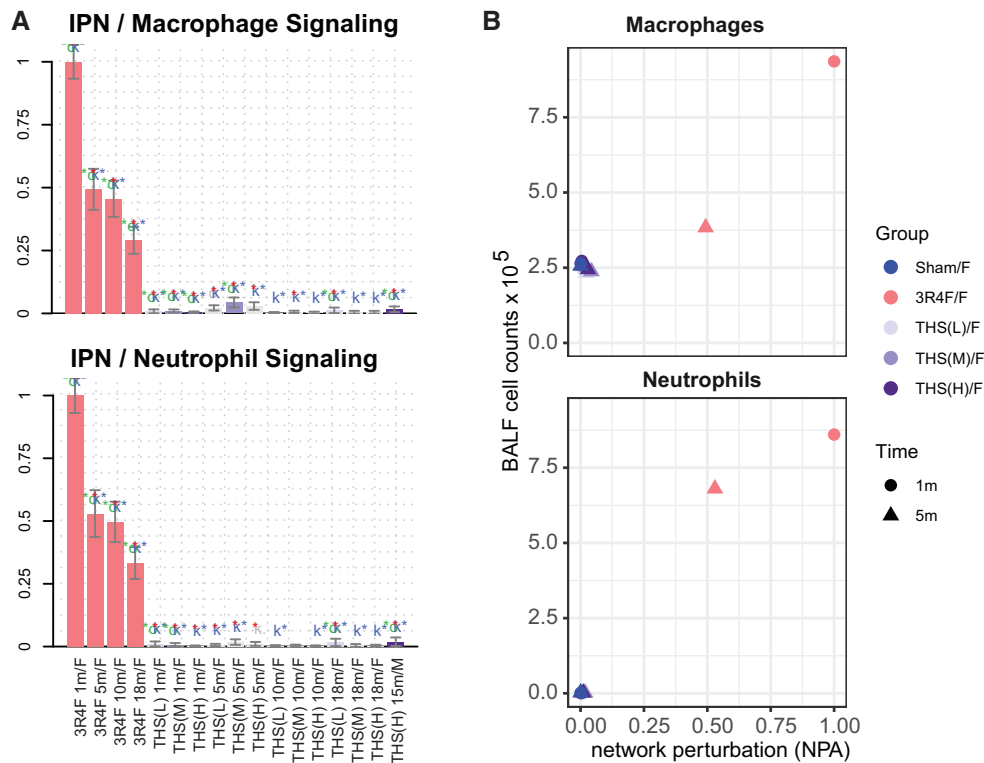 A
IPN / Macrophage Signaling
1
0.75
0.5
0.25
0
IPN / Neutrophil Signaling
1
0.75
0.5
0.25
0
3R4F 1m/F
3R4F 5m/F
3R4F 10m/F
3R4F 18m/F
THS(L) 1m/F
THS(M) 1m/F
THS(H) 1m/F
THS(L) 5m/F
THS(M) 5m/F
THS(H) 5m/F
THS(L) 10m/F
THS(M) 10m/F
THS(H) 10m/F
THS(L) 18m/F
THS(M) 18m/F
THS(H) 18m/F
THS(H) 15m/M
B
Macrophages
7.5
5.0
2.5
0.0
Neutrophils
7.5
5.0
2.5
0.0
0.00 0.25 0.50 0.75 1.00
network perturbation (NPA)
BALF cell counts x 10^5
Group
Sham/F
3R4F/F
THS(L)/F
THS(M)/F
THS(H)/F
Time
1m
5m